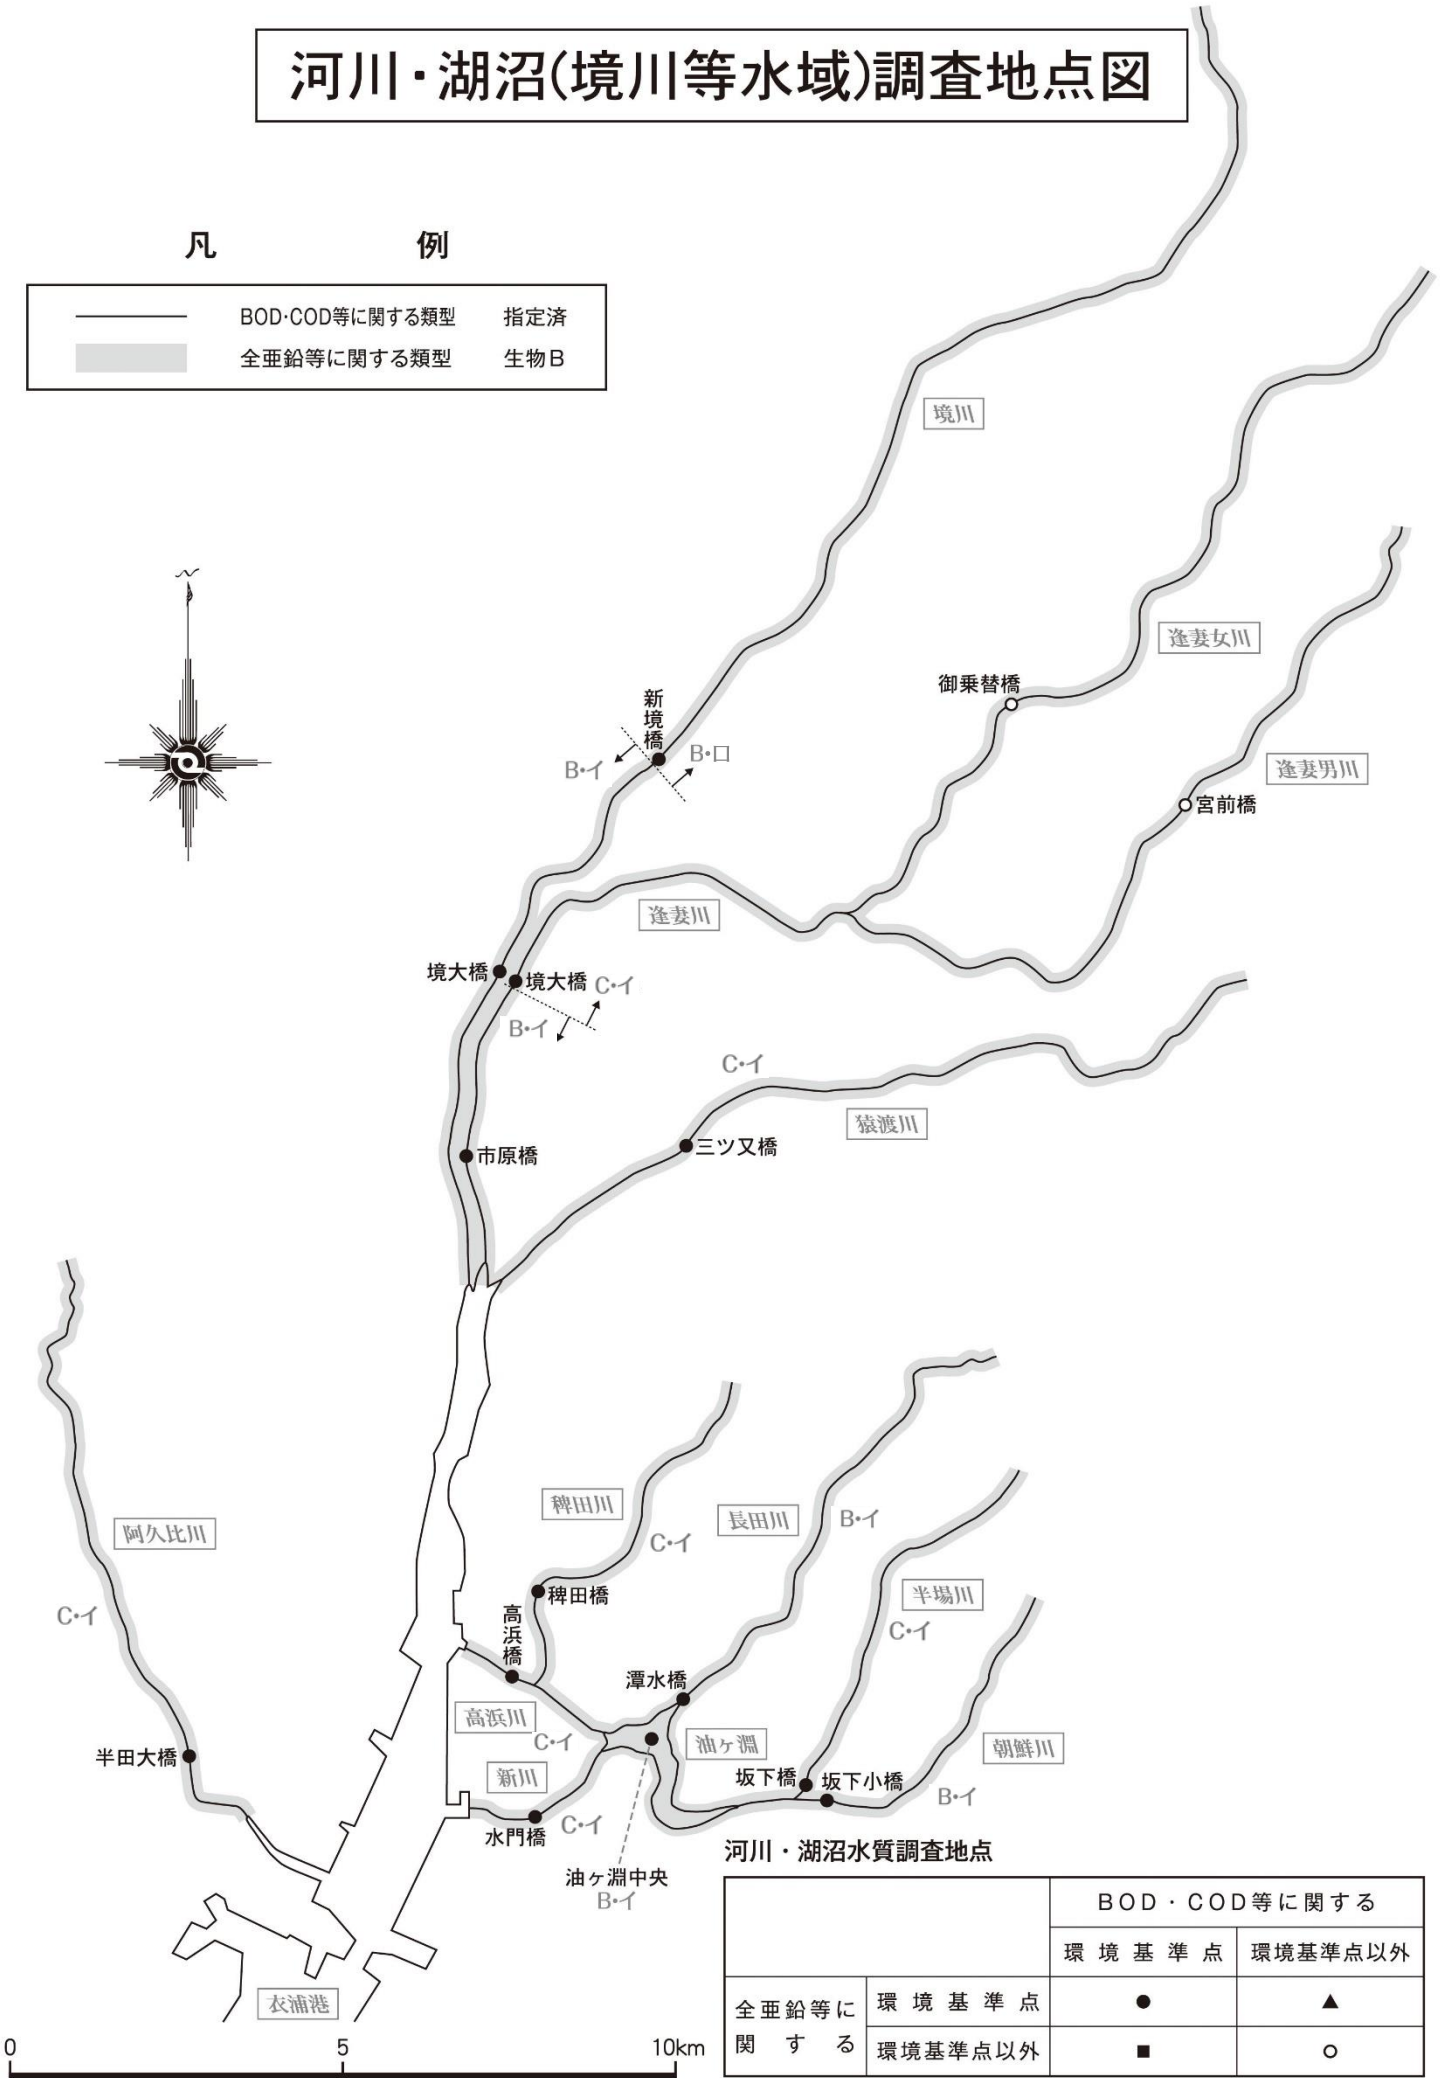 河川・湖沼(境川等水域)調査地点図
凡 例
BOD・COD等に関する類型 指定済
全亜鉛等に関する類型 生物B
境川
逢妻女川
御乗替橋
新境橋
B・イ
B・ロ
逢妻男川
宮前橋
逢妻川
境大橋
境大橋
C・イ
B・イ
C・イ
猿渡川
三ツ又橋
市原橋
稗田川
長田川
B・イ
阿久比川
C・イ
稗田橋
半場川
C・イ
高浜橋
C・イ
潭水橋
高浜川
C・イ
油ヶ淵
朝鮮川
半田大橋
新川
坂下橋
坂下小橋
B・イ
C・イ
水門橋
油ヶ淵中央
B・イ
衣浦港
0 5 10km
河川・湖沼水質調査地点
BOD・COD等に関する
環境基準点 環境基準点以外
全亜鉛等に関する
環境基準点 ● ▲
環境基準点以外 ■ ○